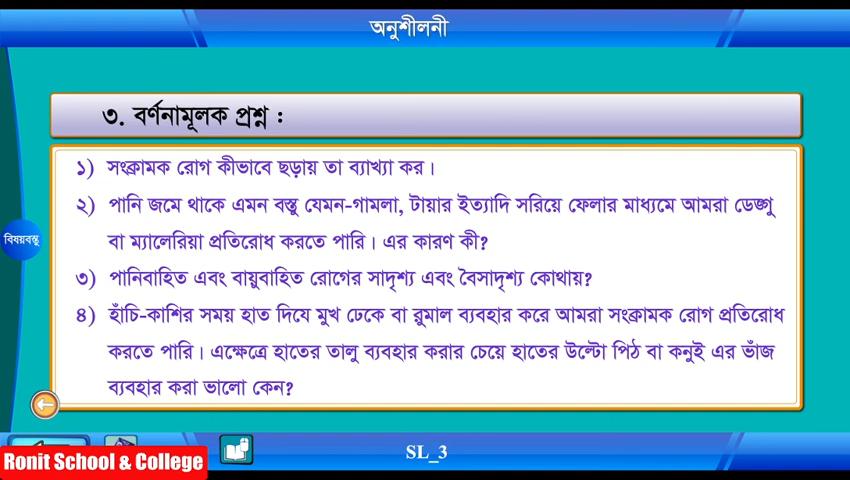 অনুশীলনী
৩. বর্ণনামূলক প্রশ্ন :
১) সংক্রামক রোগ কীভাবে ছড়ায় তা ব্যাখ্যা কর।
২) পানি জমে থাকে এমন বস্তু যেমন-গামলা, টায়ার ইত্যাদি সরিয়ে ফেলার মাধ্যমে আমরা ডেঙ্গু
বা ম্যালেরিয়া প্রতিরোধ করতে পারি। এর কারণ কী?
৩) পানিবাহিত এবং বায়ুবাহিত রোগের সাদৃশ্য এবং বৈসাদৃশ্য কোথায়?
৪) হাঁচি-কাশির সময় হাত দিযে মুখ ঢেকে বা রুমাল ব্যবহার করে আমরা সংক্রামক রোগ প্রতিরোধ
করতে পারি। এক্ষেত্রে হাতের তালু ব্যবহার করার চেয়ে হাতের উল্টো পিঠ বা কনুই এর ভাঁজ
ব্যবহার করা ভালো কেন?
বিষয়বস্তু
SL_3
Ronit School & College